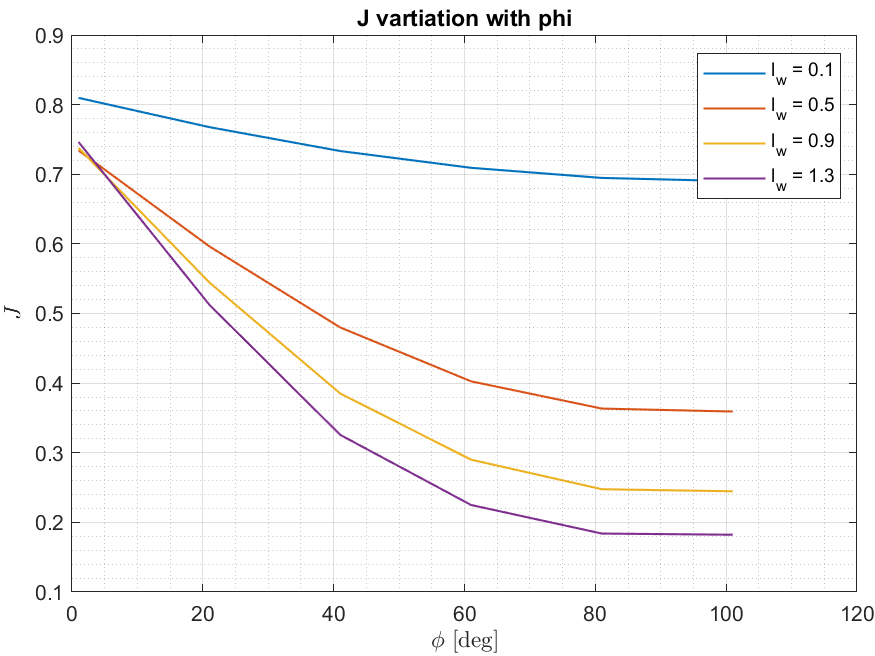 J vartiation with phi
0.9
0.8
0.7
0.6
0.5
0.4
0.3
0.2
0.1
J
0 20 40 60 80 100 120
ϕ [deg]
I_w = 0.1
I_w = 0.5
I_w = 0.9
I_w = 1.3